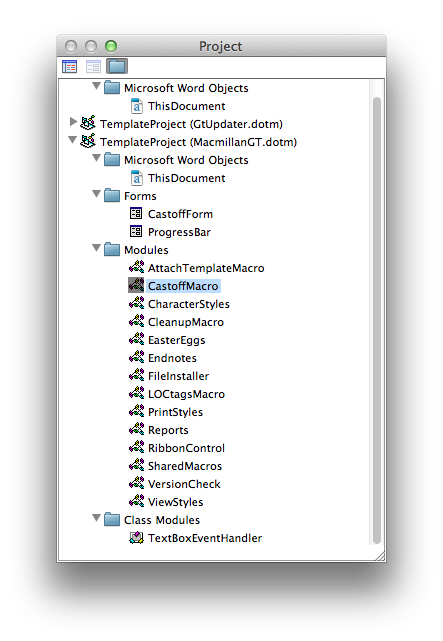 Project
Microsoft Word Objects
ThisDocument
TemplateProject (GtUpdater.dotm)
TemplateProject (MacmillanGT.dotm)
Microsoft Word Objects
ThisDocument
Forms
CastoffForm
ProgressBar
Modules
AttachTemplateMacro
CastoffMacro
CharacterStyles
CleanupMacro
EasterEggs
Endnotes
FileInstaller
LOCtagsMacro
PrintStyles
Reports
RibbonControl
SharedMacros
VersionCheck
ViewStyles
Class Modules
TextBoxEventHandler